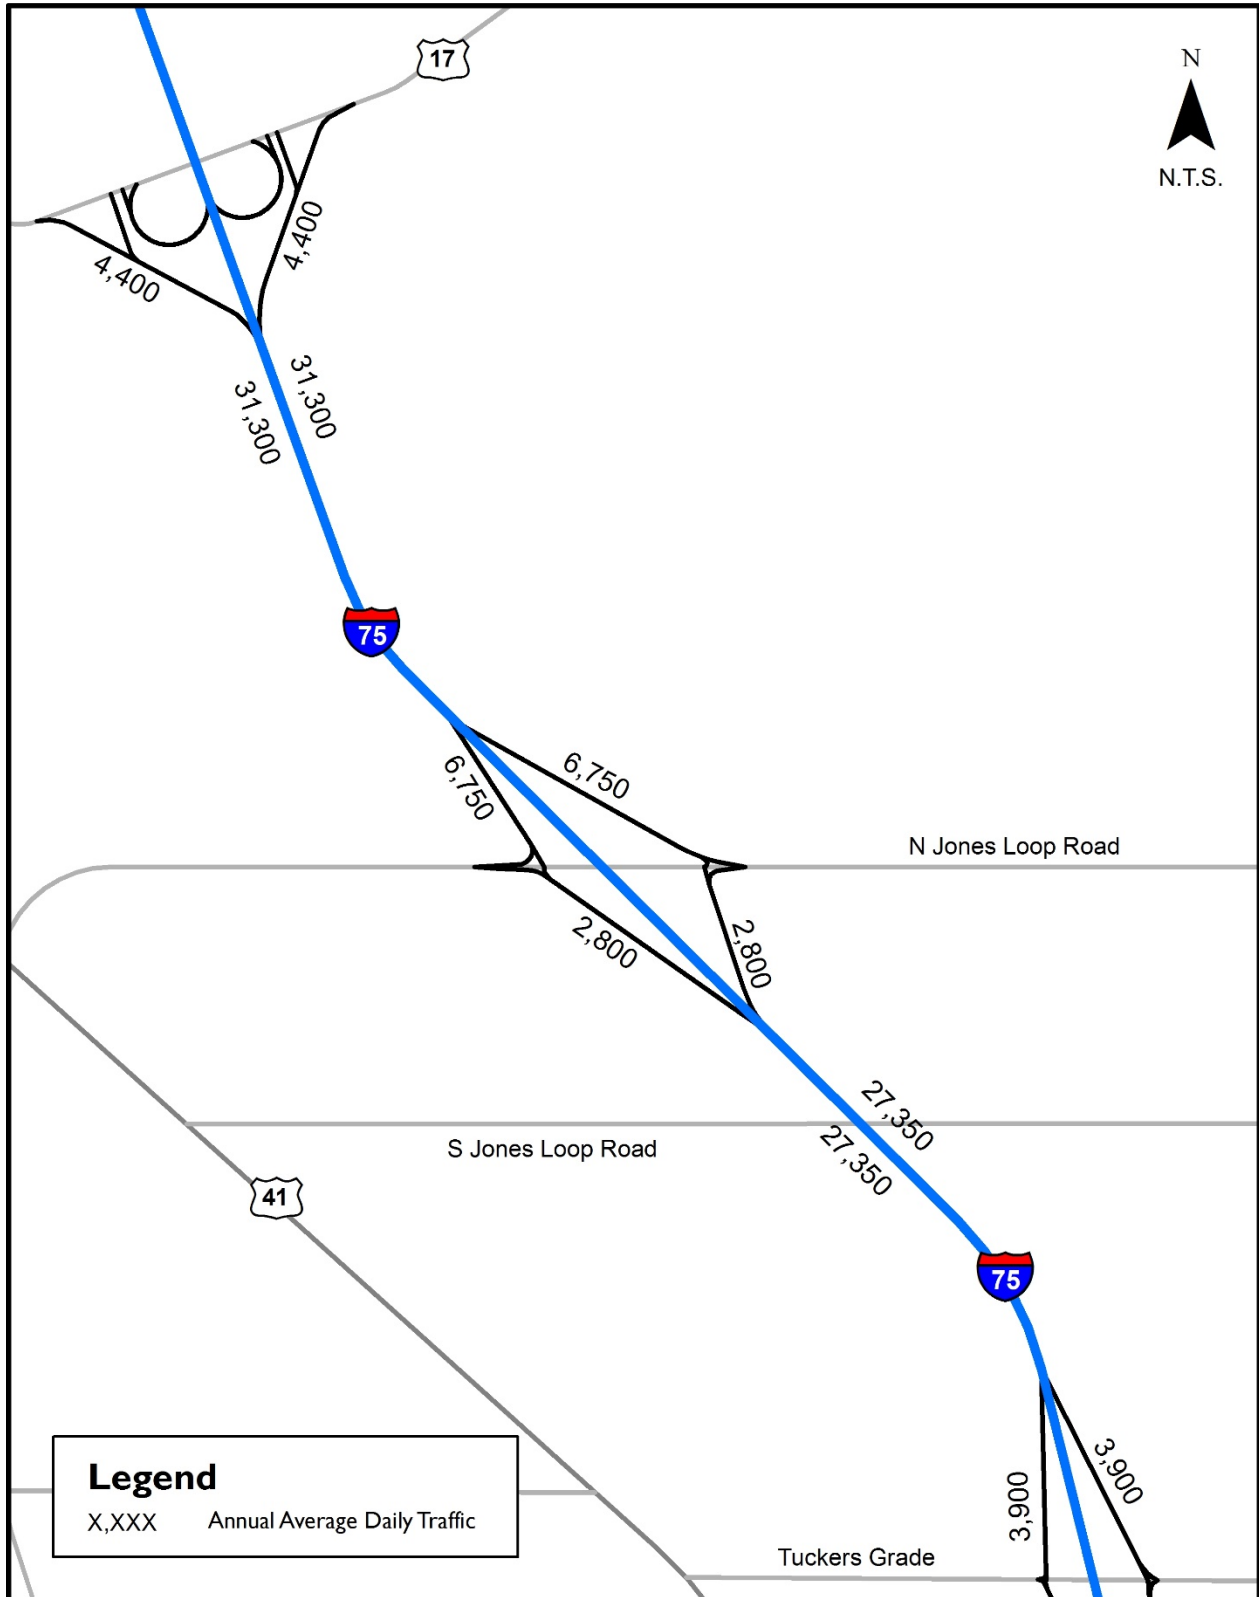 17
N
N.T.S.
4,400
4,400
31,300
31,300
75
6,750
6,750
N Jones Loop Road
2,800
2,800
27,350
27,350
S Jones Loop Road
41
75
3,900
3,900
Legend
X,XXX Annual Average Daily Traffic
Tuckers Grade